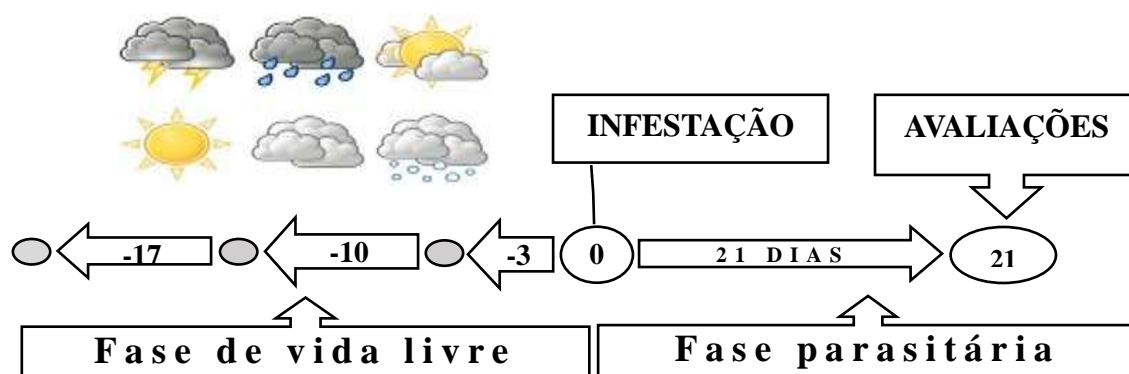 INFESTAÇÃO
AVALIAÇÕES
-17
-10
-3
0
21 DIAS
21
Fase de vida livre
Fase parasitária